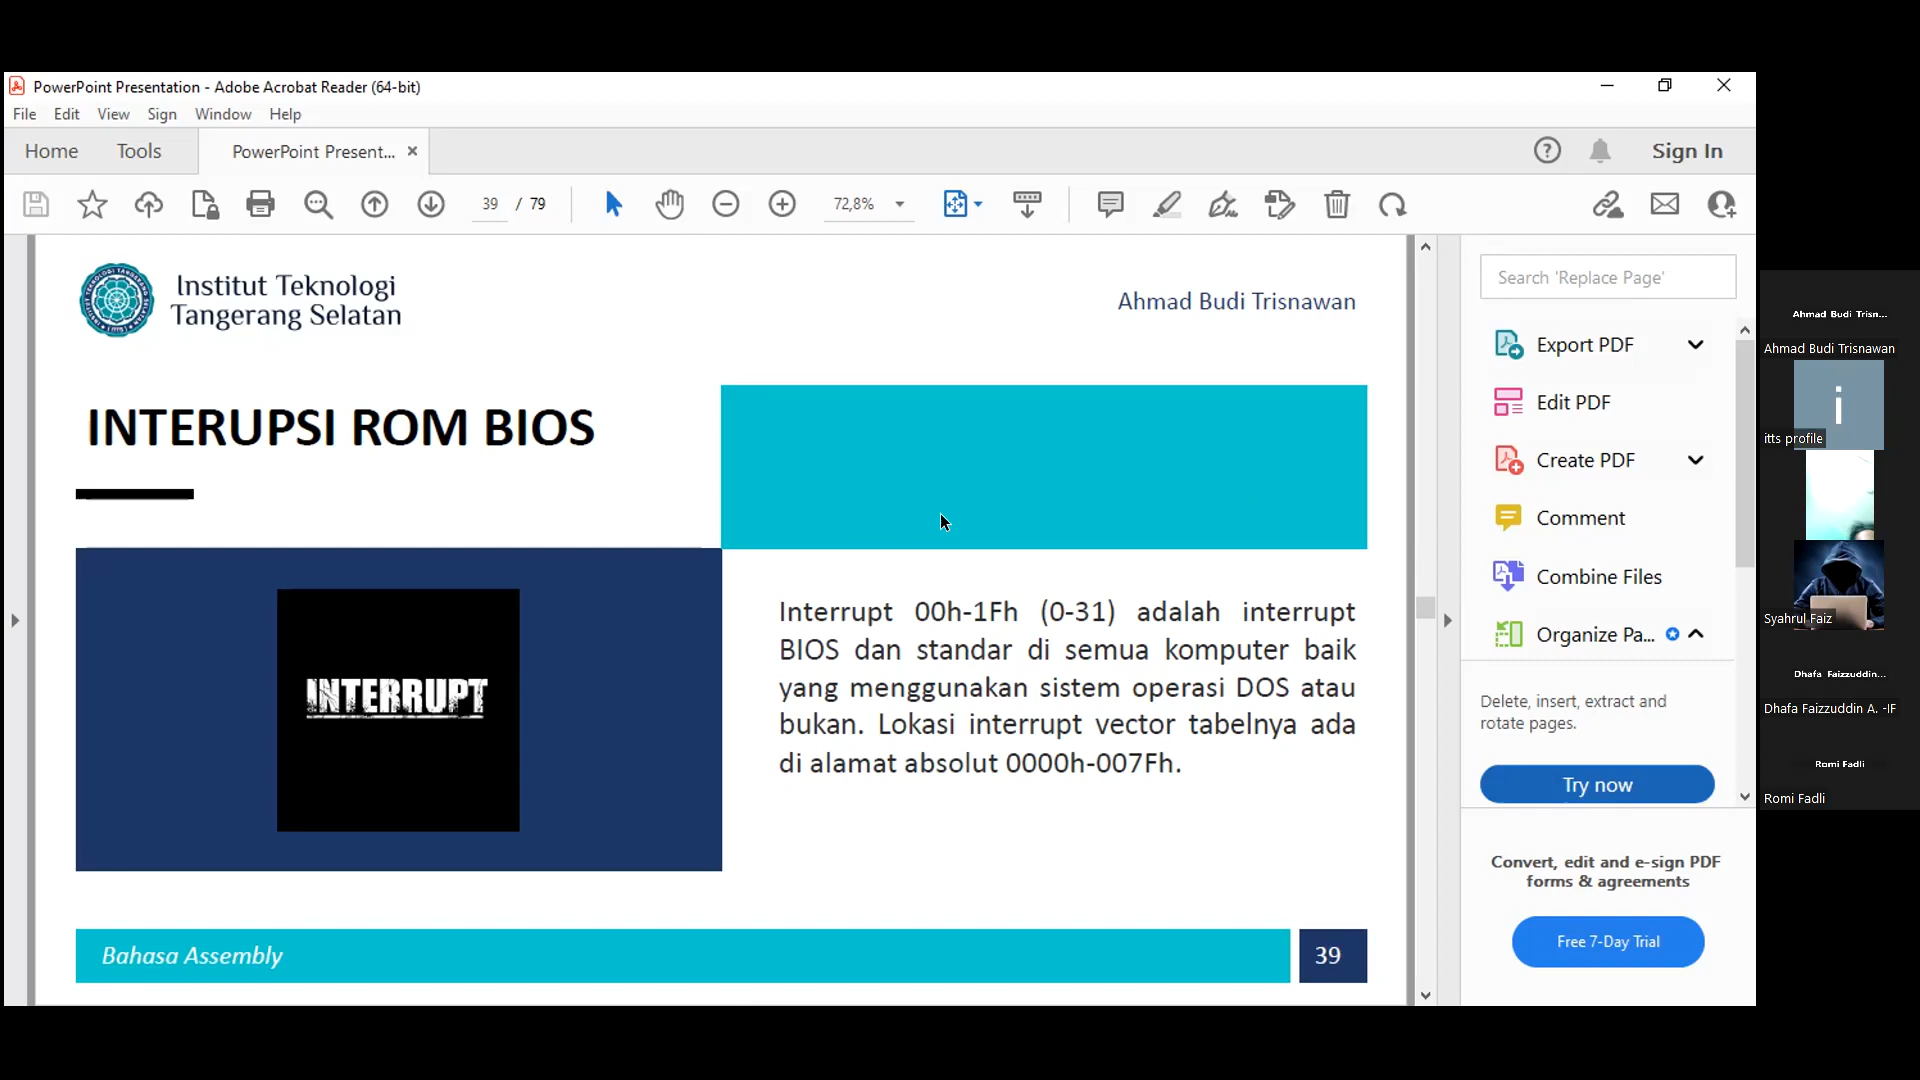 PowerPoint Presentation - Adobe Acrobat Reader (64-bit)
File Edit View Sign Window Help
Home Tools PowerPoint Present... Sign In
39 / 79 72,8%
Institut Teknologi
Tangerang Selatan
Ahmad Budi Trisnawan
INTERUPSI ROM BIOS
INTERRUPT
Interrupt 00h-1Fh (0-31) adalah interrupt
BIOS dan standar di semua komputer baik
yang menggunakan sistem operasi DOS atau
bukan. Lokasi interrupt vector tabelnya ada
di alamat absolut 0000h-007Fh.
Bahasa Assembly
39
Search 'Replace Page'
Export PDF
Edit PDF
Create PDF
Comment
Combine Files
Organize Pa...
Delete, insert, extract and
rotate pages.
Try now
Convert, edit and e-sign PDF
forms & agreements
Free 7-Day Trial
Ahmad Budi Trisn...
Ahmad Budi Trisnawan
i
itts profile
Syahrul Faiz
Dhafa Faizzuddin...
Dhafa Faizzuddin A. -IF
Romi Fadli
Romi Fadli